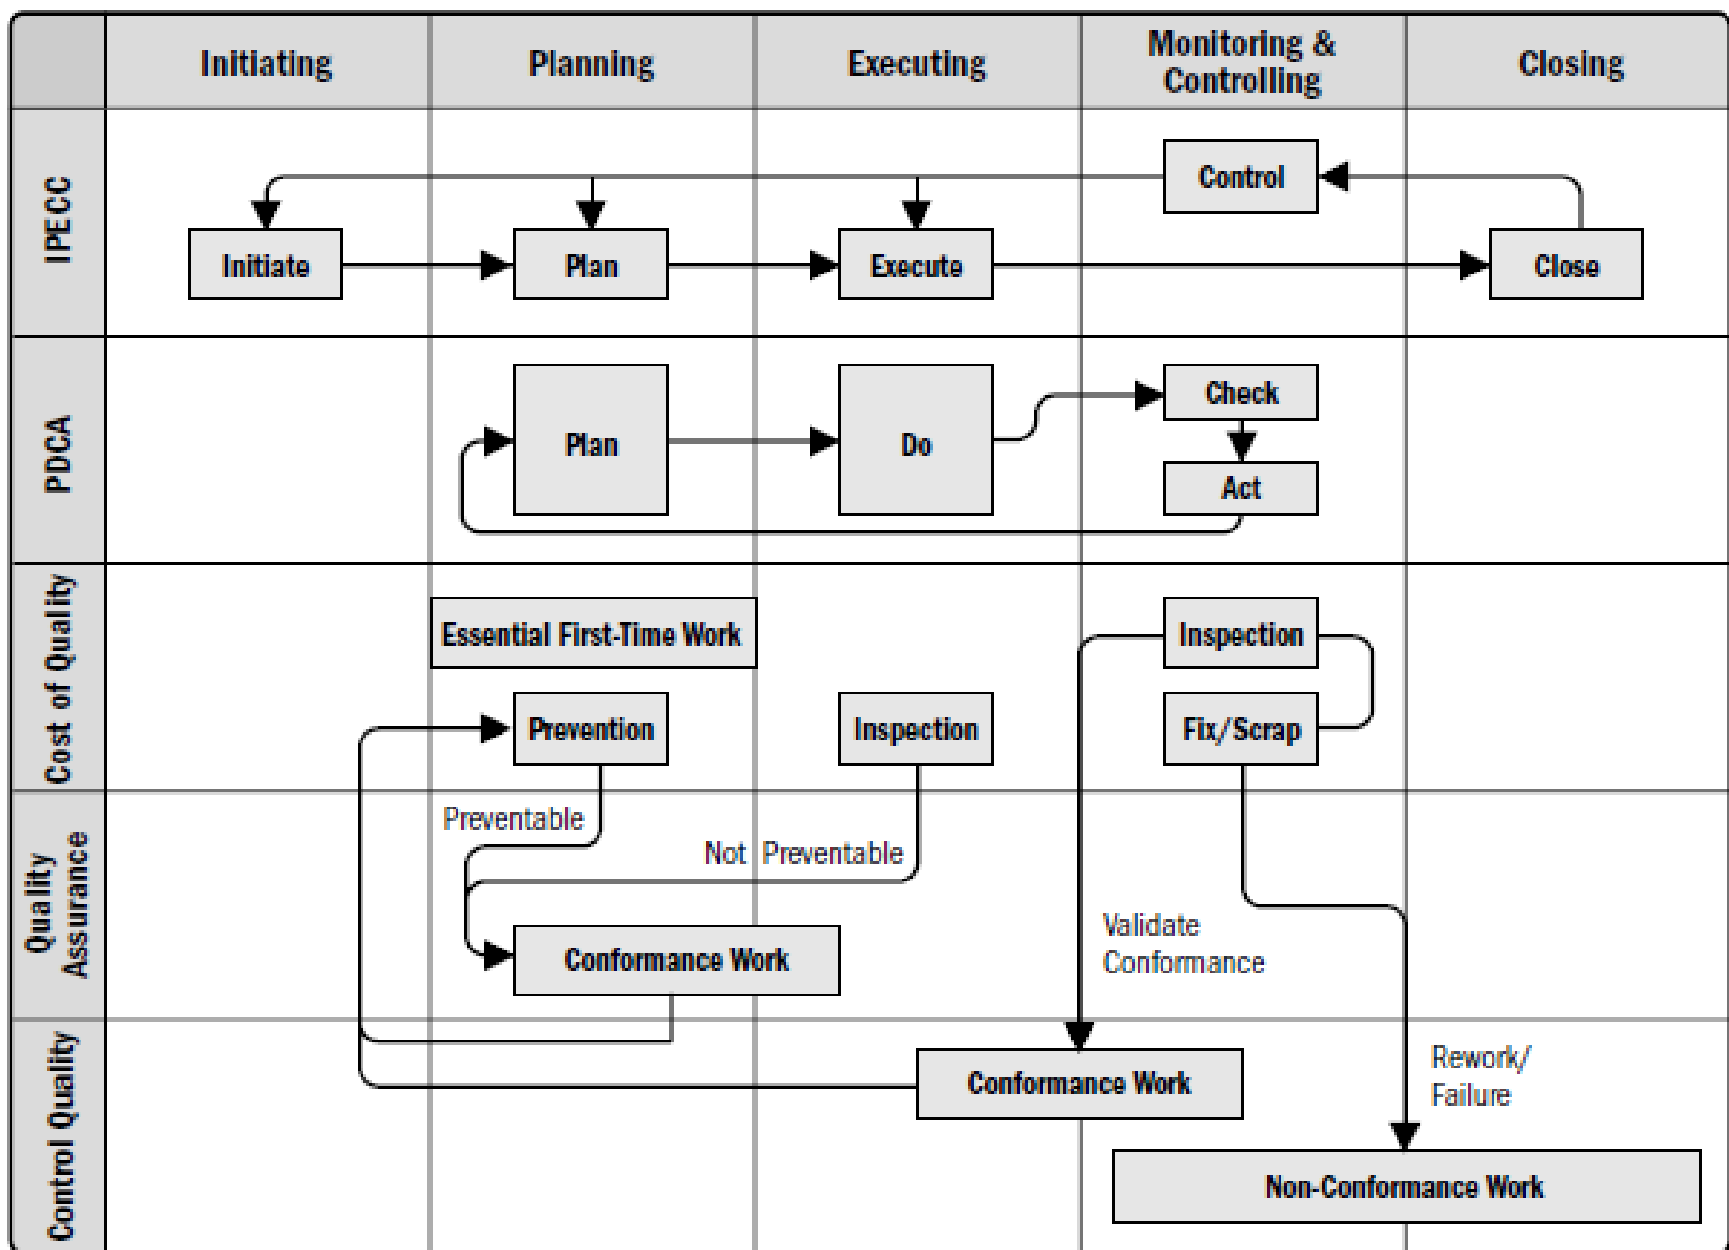 Initiating
Planning
Executing
Monitoring &
Controlling
Closing
IPECC
Control
Initiate
Plan
Execute
Close
PDCA
Plan
Do
Check
Act
Cost of Quality
Essential First-Time Work
Inspection
Prevention
Inspection
Fix/Scrap
Quality
Assurance
Preventable
Not Preventable
Conformance Work
Validate
Conformance
Control Quality
Conformance Work
Rework/
Failure
Non-Conformance Work